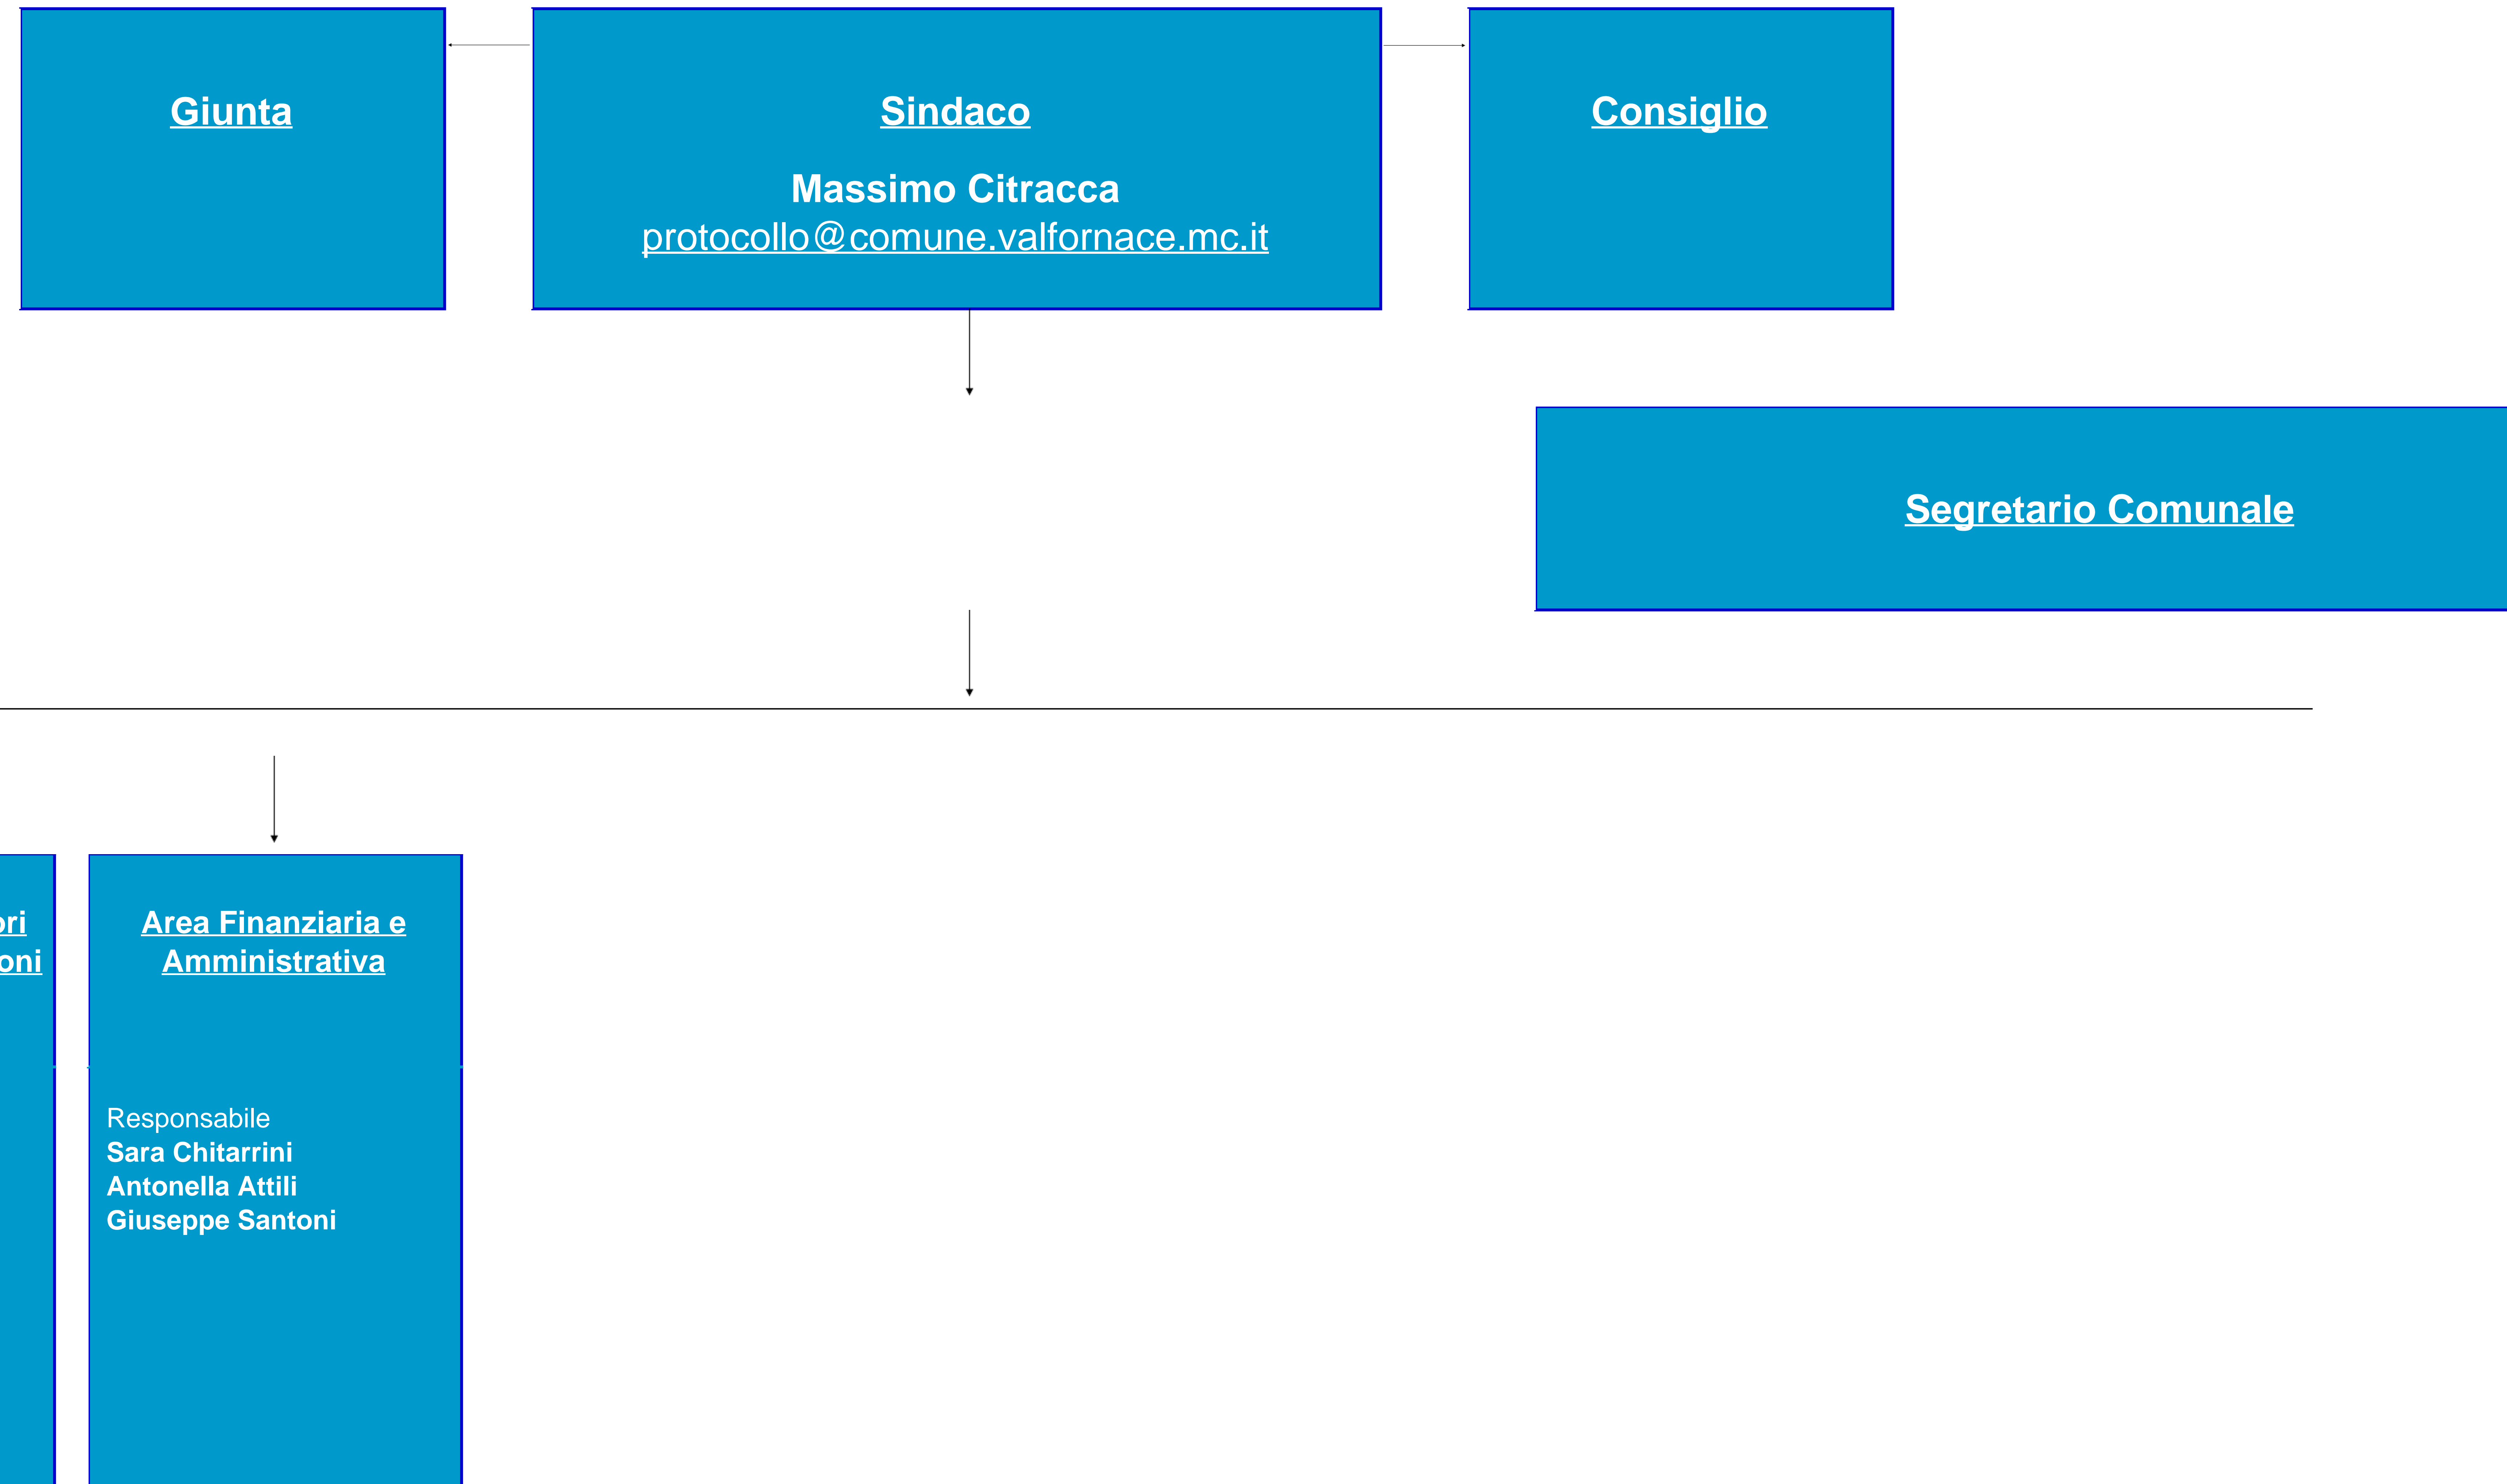 Giunta
Sindaco
Massimo Citracca
protocollo@comune.valfornace.mc.it
Consiglio
Segretario Comunale
Area Finanziaria e
Amministrativa
Responsabile
Sara Chitarrini
Antonella Attili
Giuseppe Santoni